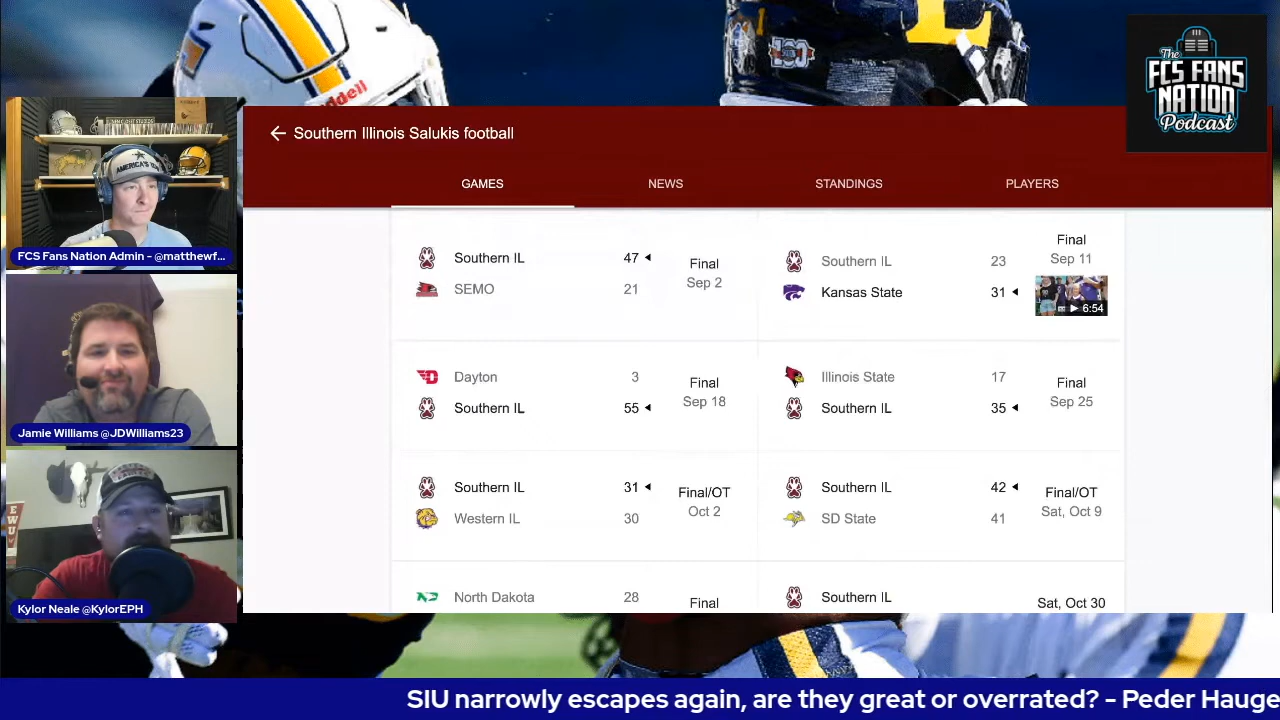 The
FCS FANS
NATION
Podcast
ddell
AMERICA'S
FCS Fans Nation Admin - @matthewf...
Jamie Williams @JDWilliams23
EWU
Kylor Neale @KylorEPH
← Southern Illinois Salukis football
GAMES NEWS STANDINGS PLAYERS
Southern IL 47 ◄
SEMO 21
Final
Sep 2
Southern IL 23
Kansas State 31 ◄
Final
Sep 11
6:54
Dayton 3
Southern IL 55 ◄
Final
Sep 18
Illinois State 17
Southern IL 35 ◄
Final
Sep 25
Southern IL 31 ◄
Western IL 30
Final/OT
Oct 2
Southern IL 42 ◄
SD State 41
Final/OT
Sat, Oct 9
North Dakota 28
Final
Southern IL
Sat, Oct 30
SIU narrowly escapes again, are they great or overrated? - Peder Hauge